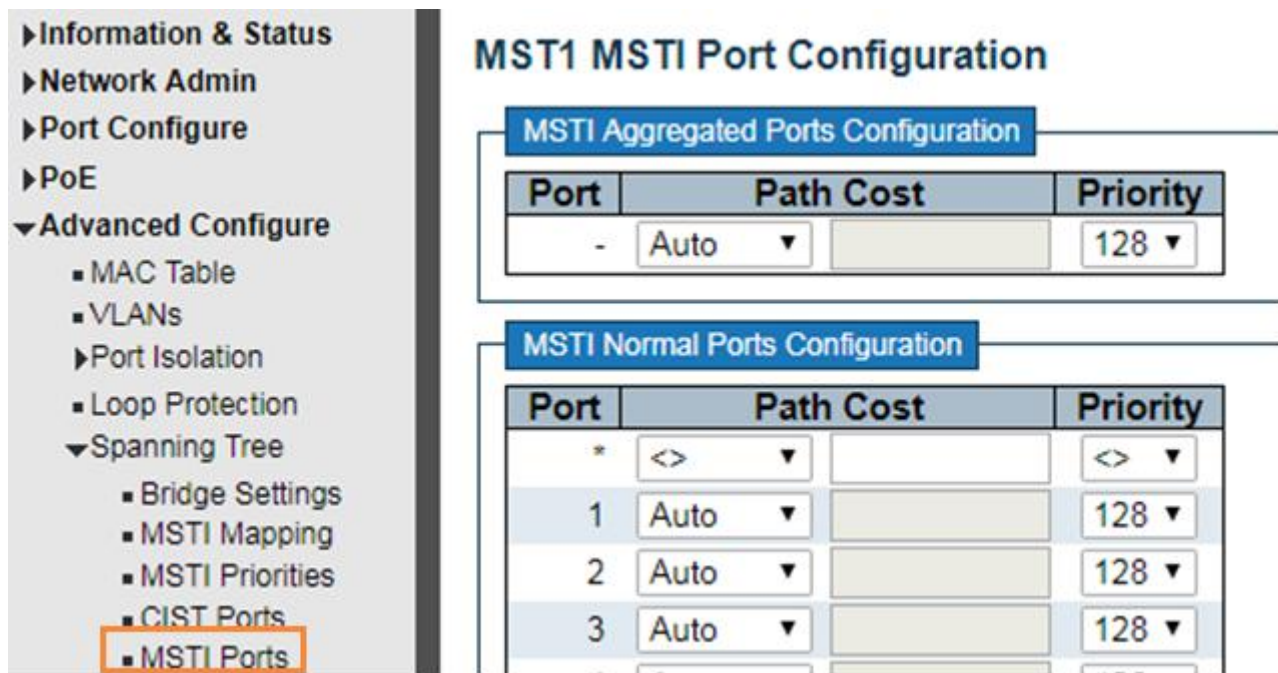 Information & Status
Network Admin
Port Configure
PoE
Advanced Configure
MAC Table
VLANs
Port Isolation
Loop Protection
Spanning Tree
Bridge Settings
MSTI Mapping
MSTI Priorities
CIST Ports
MSTI Ports
MST1 MSTI Port Configuration
MSTI Aggregated Ports Configuration
Port Path Cost Priority
- Auto 128
MSTI Normal Ports Configuration
Port Path Cost Priority
* <> <>
1 Auto 128
2 Auto 128
3 Auto 128